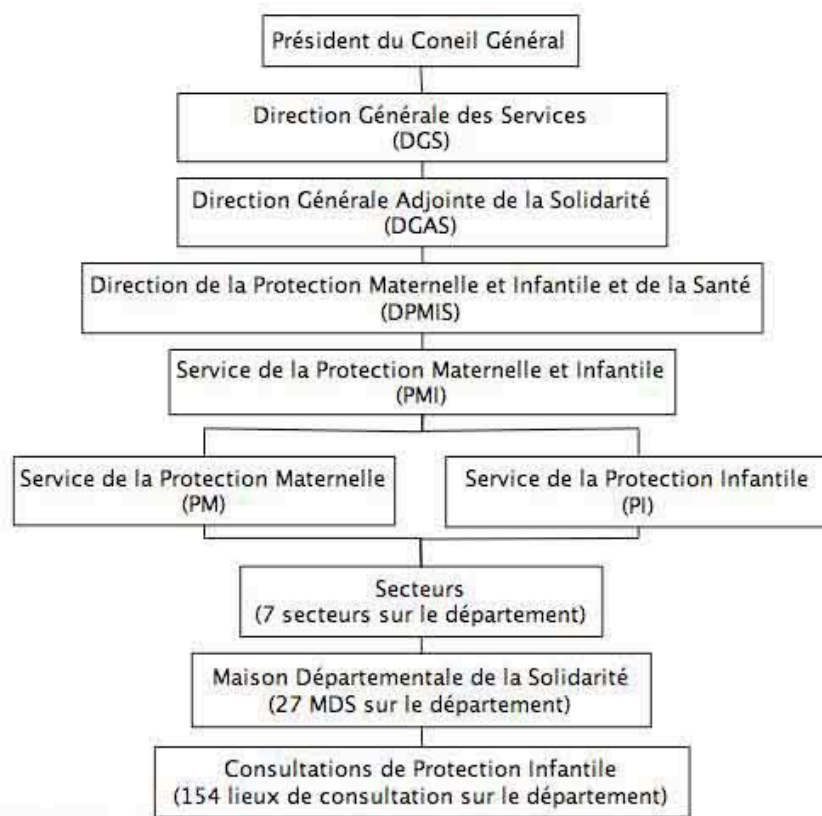 Président du Coneil Général
Direction Générale des Services
(DGS)
Direction Générale Adjointe de la Solidarité
(DGAS)
Direction de la Protection Maternelle et Infantile et de la Santé
(DPMIS)
Service de la Protection Maternelle et Infantile
(PMI)
Service de la Protection Maternelle
(PM)
Service de la Protection Infantile
(PI)
Secteurs
(7 secteurs sur le département)
Maison Départementale de la Solidarité
(27 MDS sur le département)
Consultations de Protection Infantile
(154 lieux de consultation sur le département)